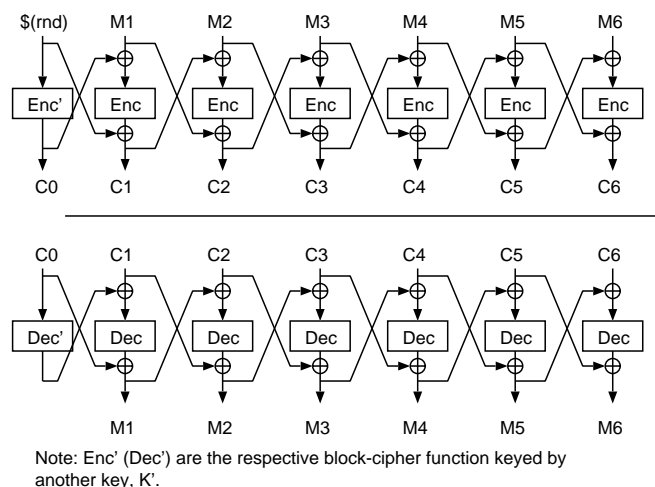 $(rnd) M1 M2 M3 M4 M5 M6
Enc' Enc Enc Enc Enc Enc Enc
C0 C1 C2 C3 C4 C5 C6
C0 C1 C2 C3 C4 C5 C6
Dec' Dec Dec Dec Dec Dec Dec
M1 M2 M3 M4 M5 M6
Note: Enc' (Dec') are the respective block-cipher function keyed by
another key, K'.